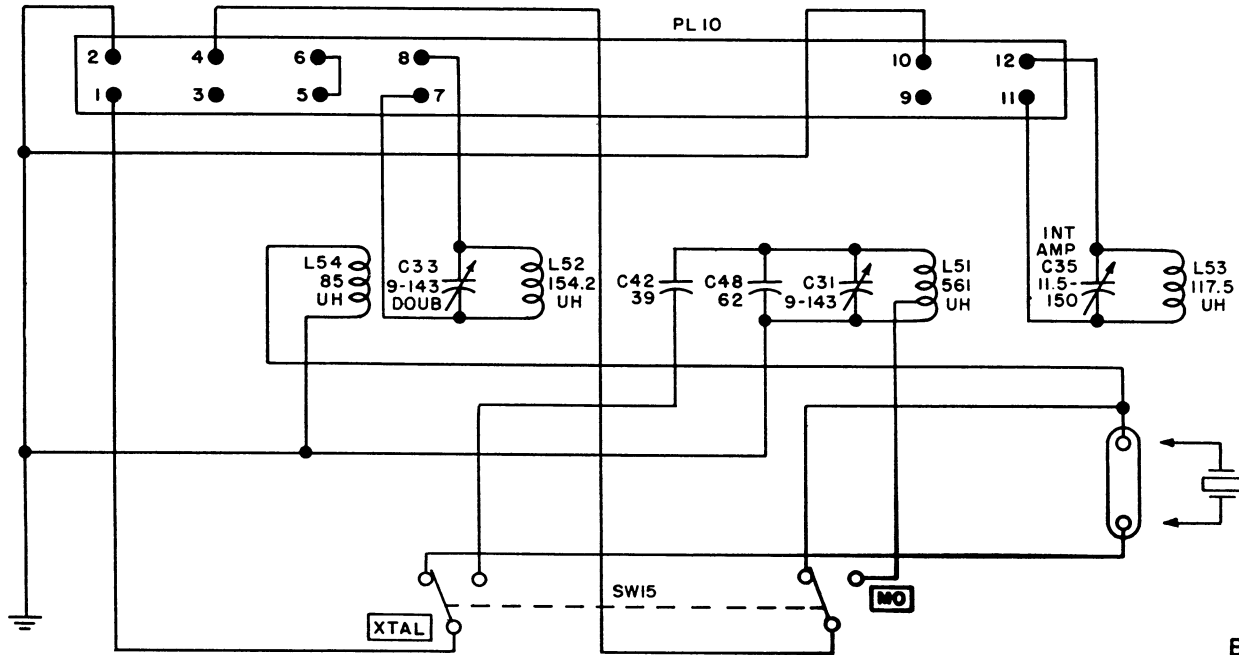 PL10
2
4
6
8
10
12
1
3
5
7
9
11
L54
85
UH
C33
9-143
DOUB
L52
154.2
UH
C42
39
C48
62
C31
9-143
L51
561
UH
INT
AMP
C35
11.5-
150
L53
117.5
UH
SW15
XTAL
MO
E